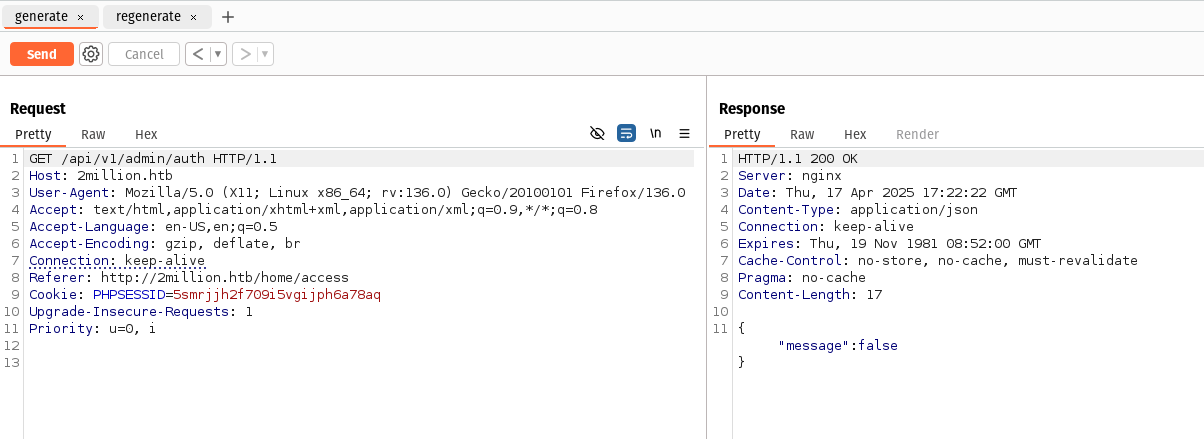 generate × regenerate × +
Send Cancel < ▼ > ▼
Request
Pretty Raw Hex \n
1 GET /api/v1/admin/auth HTTP/1.1
2 Host: 2million.htb
3 User-Agent: Mozilla/5.0 (X11; Linux x86_64; rv:136.0) Gecko/20100101 Firefox/136.0
4 Accept: text/html,application/xhtml+xml,application/xml;q=0.9,*/*;q=0.8
5 Accept-Language: en-US,en;q=0.5
6 Accept-Encoding: gzip, deflate, br
7 Connection: keep-alive
8 Referer: http://2million.htb/home/access
9 Cookie: PHPSESSID=5smrjjh2f709i5vgijph6a78aq
10 Upgrade-Insecure-Requests: 1
11 Priority: u=0, i
12
13
Response
Pretty Raw Hex Render
1 HTTP/1.1 200 OK
2 Server: nginx
3 Date: Thu, 17 Apr 2025 17:22:22 GMT
4 Content-Type: application/json
5 Connection: keep-alive
6 Expires: Thu, 19 Nov 1981 08:52:00 GMT
7 Cache-Control: no-store, no-cache, must-revalidate
8 Pragma: no-cache
9 Content-Length: 17
10
11 {
"message":false
}